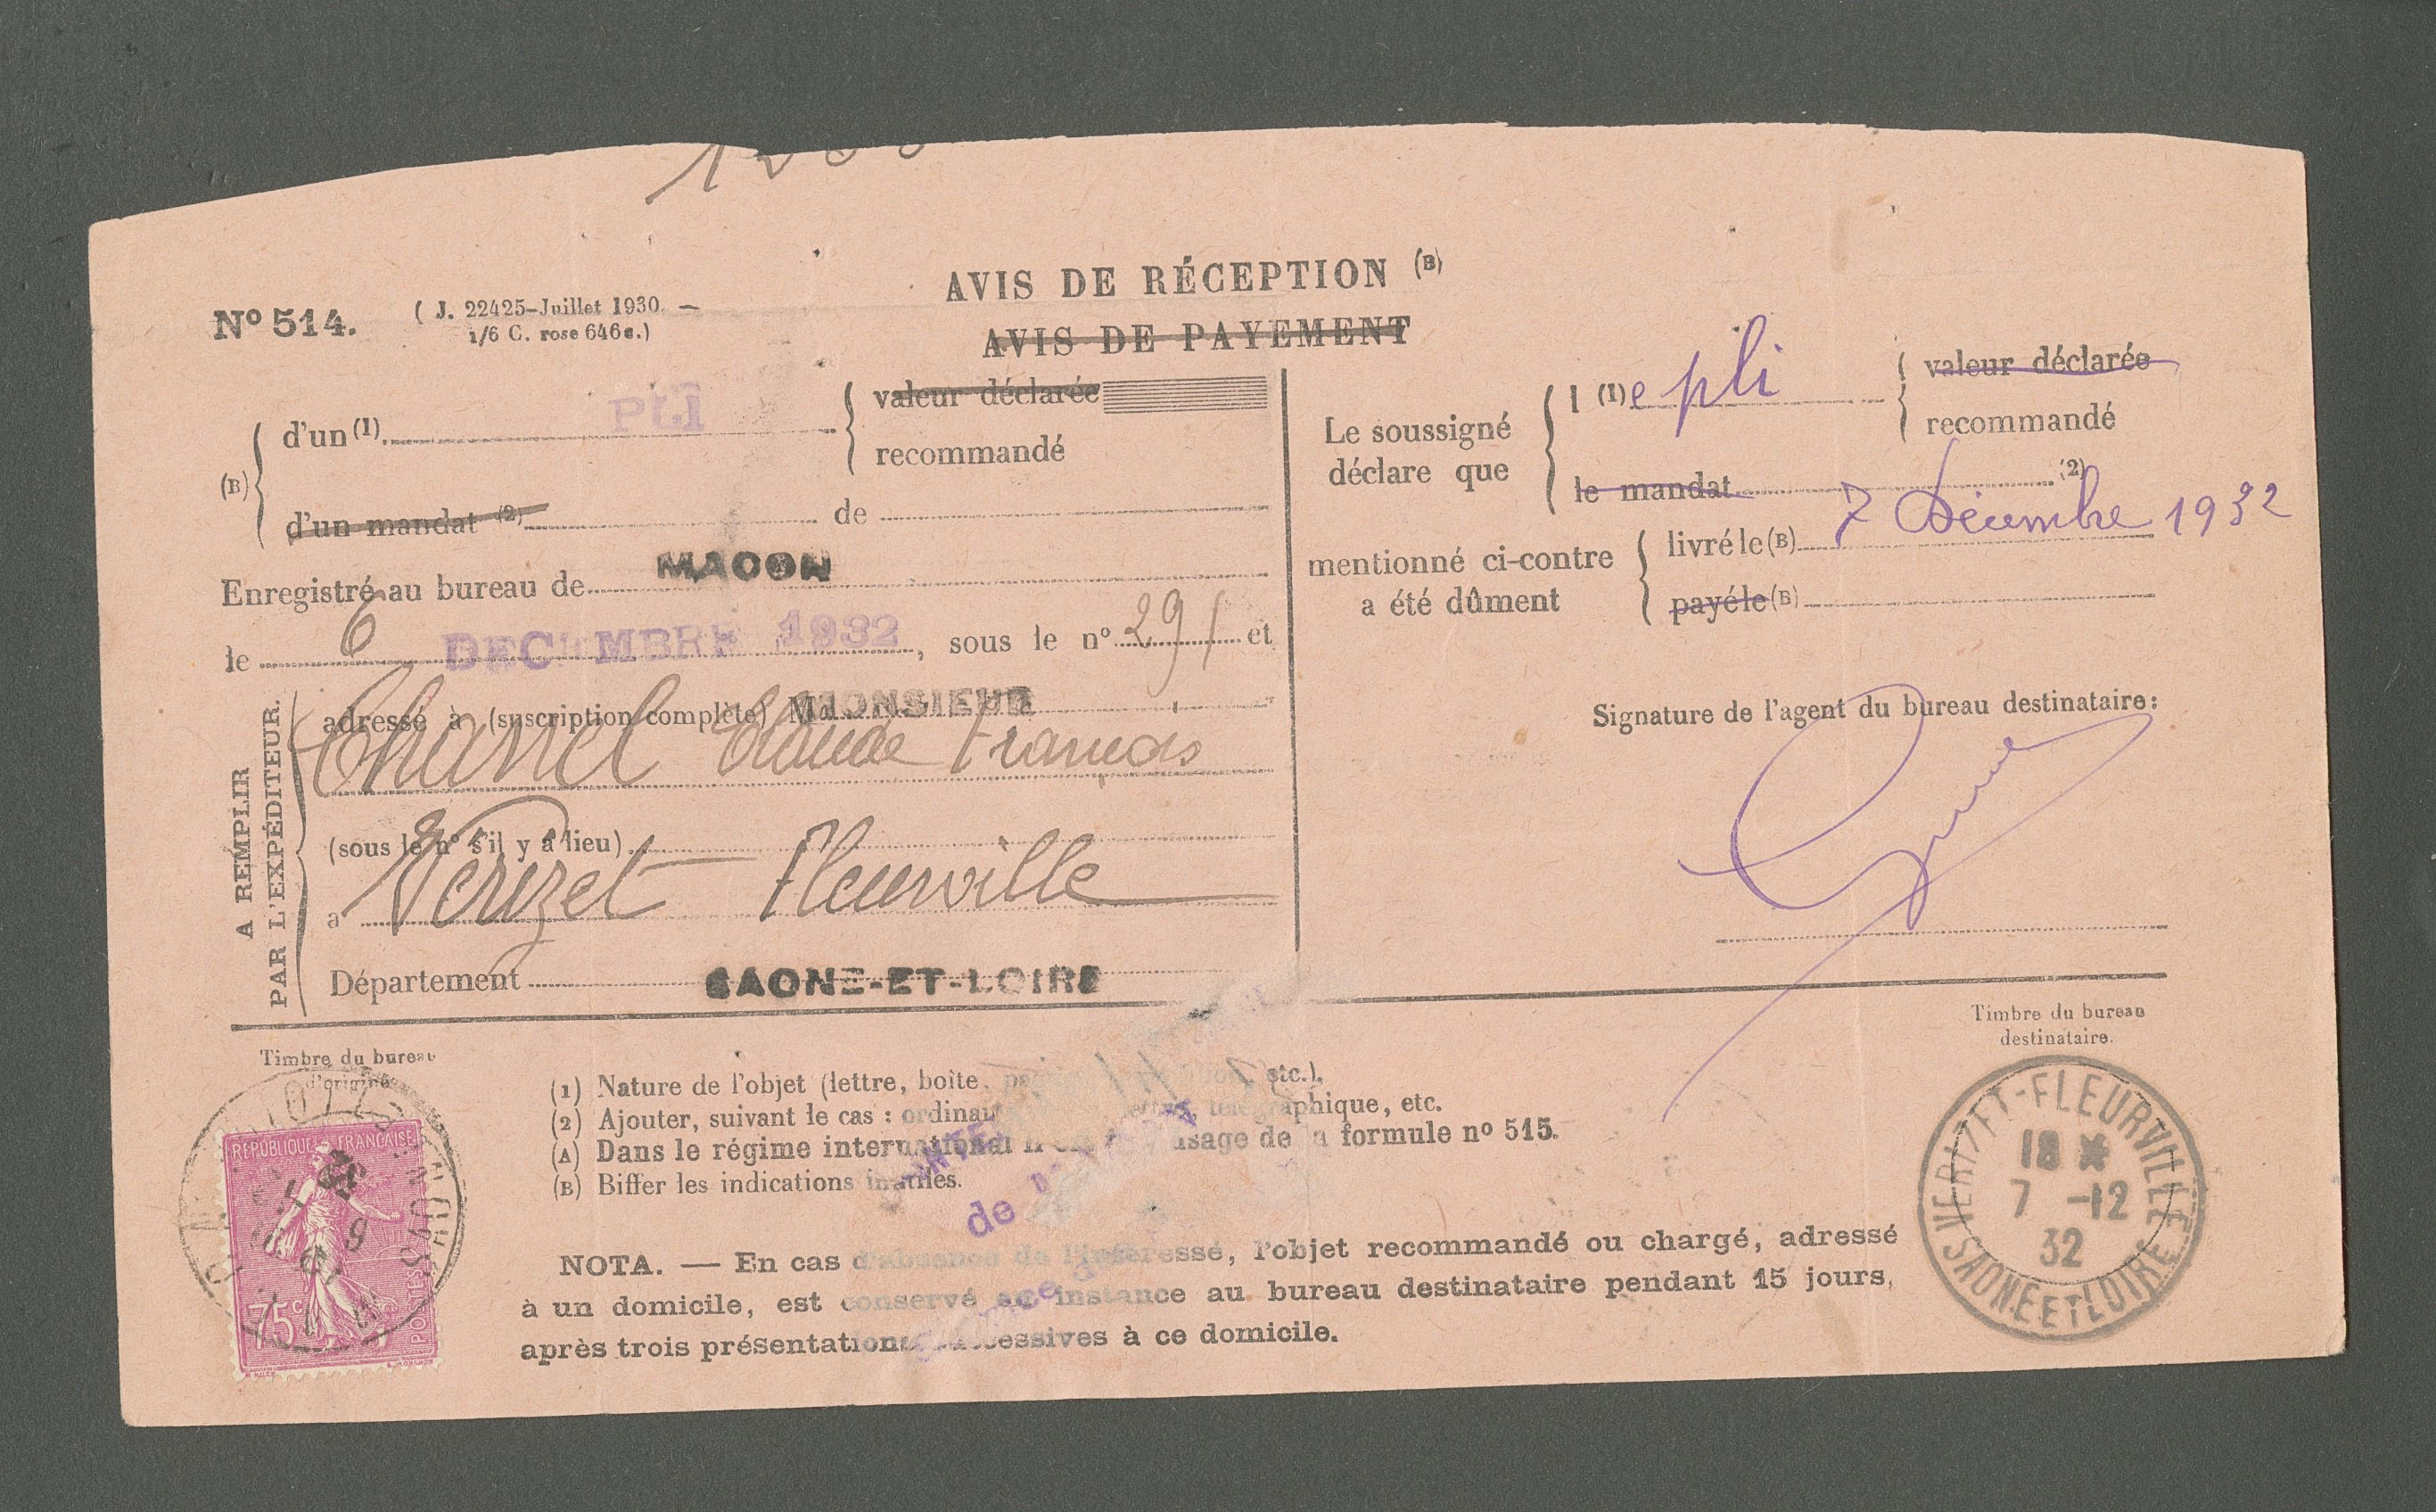 Nº 514.
( J. 22425-Juillet 1930. —
1/6 C. rose 646e.)
AVIS DE RÉCEPTION (B)
AVIS DE PAYEMENT
(B)
d'un (1) Pli
valeur déclarée
recommandé
d'un mandat (2) de
Enregistré au bureau de MACON
le 6 DECEMBRE 1932, sous le nº 291 et
A REMPLIR
PAR L'EXPÉDITEUR.
adressé à (suscription complète) M MONSIEUR
Claude François
(sous le nº s'il y a lieu)
à Verizet Fleurville
Département SAONE-ET-LOIRE
Le soussigné
déclare que
l (1) e pli
valeur déclarée
recommandé
le mandat (2)
mentionné ci-contre
a été dûment
livré le (B) 7 Décembre 1932
payé le (B)
Signature de l'agent du bureau destinataire:
Timbre du bureau
d'origine
REPUBLIQUE FRANÇAISE
75c
POSTES
(1) Nature de l'objet (lettre, boîte, etc.).
(2) Ajouter, suivant le cas : ordinaire, télégraphique, etc.
(A) Dans le régime international usage de la formule nº 515.
(B) Biffer les indications inutiles.
de
NOTA. — En cas d'absence de l'intéressé, l'objet recommandé ou chargé, adressé
à un domicile, est conservé en instance au bureau destinataire pendant 15 jours,
après trois présentations successives à ce domicile.
Timbre du bureau
destinataire.
VERIZET-FLEURVILLE
18 *
7 -12
32
SAONE ET LOIRE